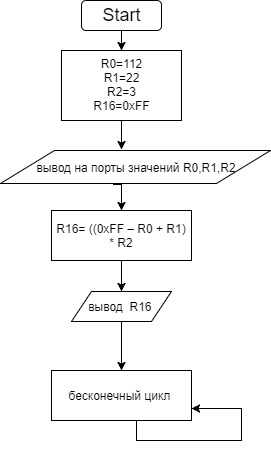 Start
R0=112
R1=22
R2=3
R16=0xFF
вывод на порты значений R0,R1,R2
R16= ((0xFF – R0 + R1)
* R2
вывод R16
бесконечный цикл